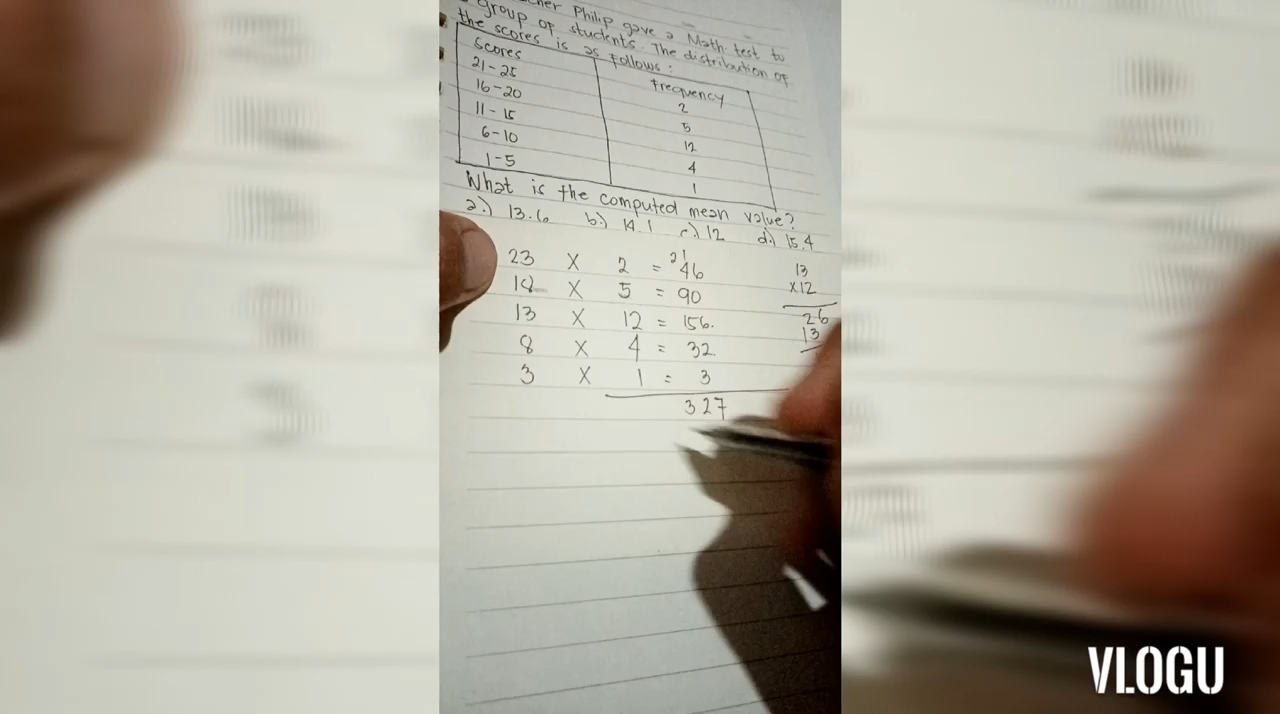 Philip gave a Math test to
group of students. The distribution of
the scores is as follows:
Scores Frequency
21-25 2
16-20 5
11-15 12
6-10 4
1-5 1
What is the computed mean value?
a.) 13.6 b.) 14.1 c.) 12 d.) 15.4
23 X 2 = 46
18 X 5 = 90
13 X 12 = 156.
8 X 4 = 32
3 X 1 = 3
327
21
13
x12
26
13
VLOGU